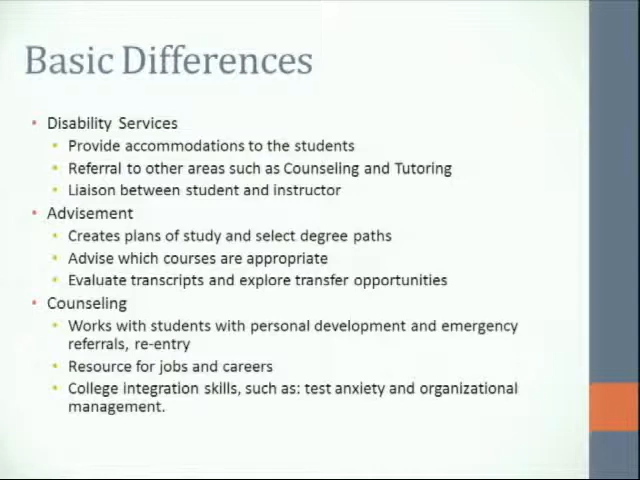 Basic Differences
• Disability Services
• Provide accommodations to the students
• Referral to other areas such as Counseling and Tutoring
• Liaison between student and instructor
• Advisement
• Creates plans of study and select degree paths
• Advise which courses are appropriate
• Evaluate transcripts and explore transfer opportunities
• Counseling
• Works with students with personal development and emergency
referrals, re-entry
• Resource for jobs and careers
• College integration skills, such as: test anxiety and organizational
management.